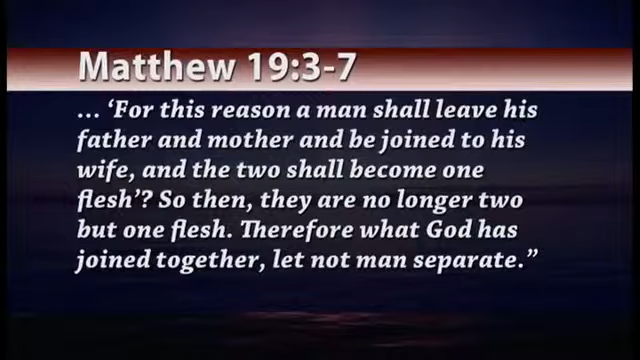 Matthew 19:3-7
... ‘For this reason a man shall leave his
father and mother and be joined to his
wife, and the two shall become one
flesh’? So then, they are no longer two
but one flesh. Therefore what God has
joined together, let not man separate.”